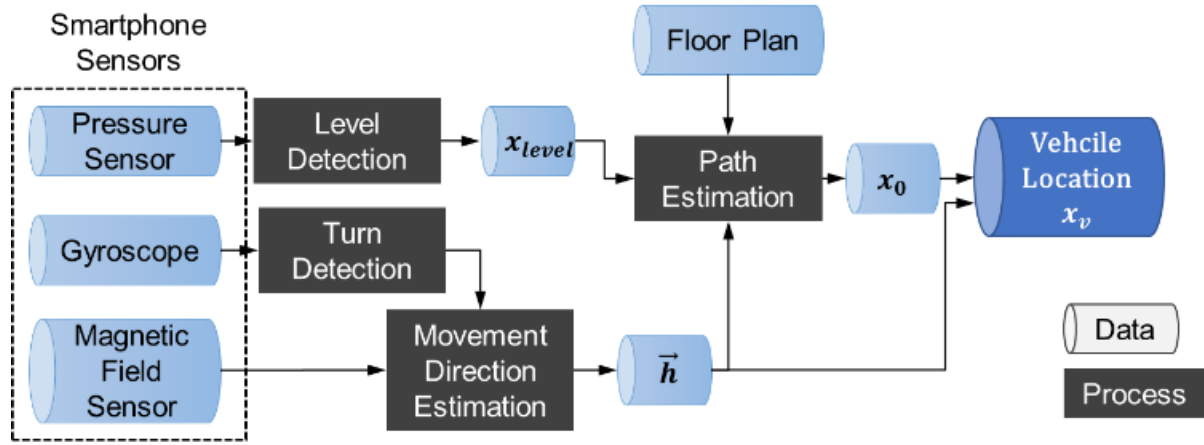 Smartphone
Sensors
Pressure
Sensor
Level
Detection
x_level
Floor Plan
Path
Estimation
x_0
Vehcile
Location
x_v
Gyroscope
Turn
Detection
Magnetic
Field
Sensor
Movement
Direction
Estimation
\vec{h}
Data
Process